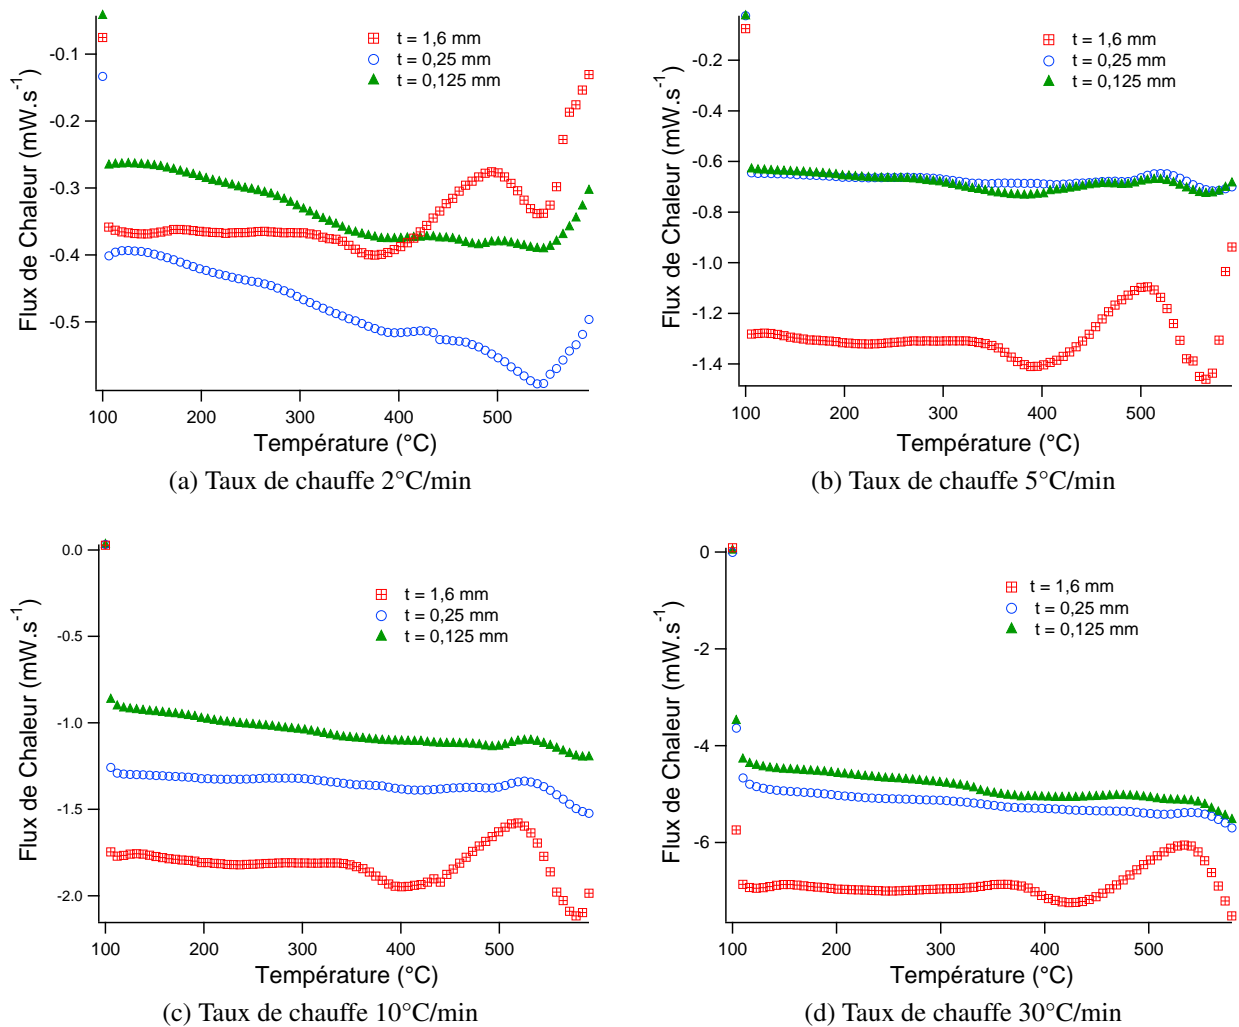 t = 1,6 mm
t = 0,25 mm
t = 0,125 mm
Flux de Chaleur (mW.s⁻¹)
-0.1
-0.2
-0.3
-0.4
-0.5
100 200 300 400 500
Température (°C)
(a) Taux de chauffe 2°C/min
t = 1,6 mm
t = 0,25 mm
t = 0,125 mm
Flux de Chaleur (mW.s⁻¹)
-0.2
-0.4
-0.6
-0.8
-1.0
-1.2
-1.4
100 200 300 400 500
Température (°C)
(b) Taux de chauffe 5°C/min
t = 1,6 mm
t = 0,25 mm
t = 0,125 mm
Flux de Chaleur (mW.s⁻¹)
0.0
-0.5
-1.0
-1.5
-2.0
100 200 300 400 500
Température (°C)
(c) Taux de chauffe 10°C/min
t = 1,6 mm
t = 0,25 mm
t = 0,125 mm
Flux de Chaleur (mW.s⁻¹)
0
-2
-4
-6
100 200 300 400 500
Température (°C)
(d) Taux de chauffe 30°C/min